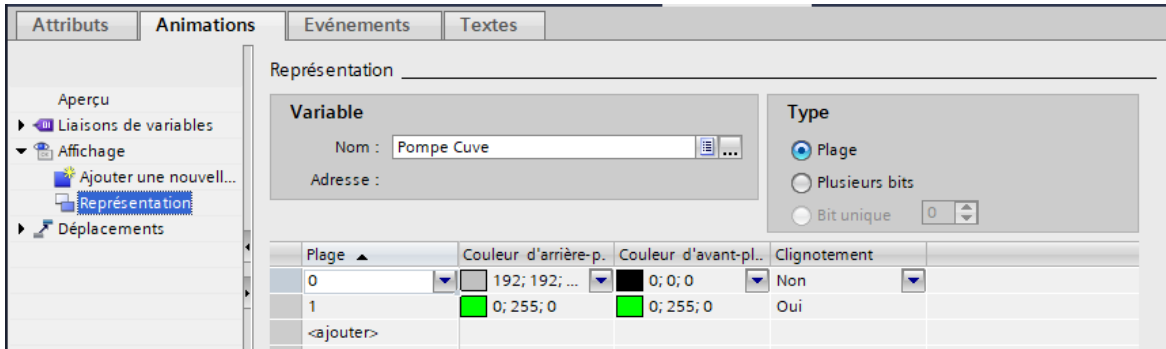 Attributs Animations Evénements Textes
Représentation
Aperçu
Liaisons de variables
Affichage
Ajouter une nouvell...
Représentation
Déplacements
Variable
Nom : Pompe Cuve ...
Adresse :
Type
Plage
Plusieurs bits
Bit unique 0
Plage Couleur d'arrière-p. Couleur d'avant-pl.. Clignotement
0 192; 192; ... 0; 0; 0 Non
1 0; 255; 0 0; 255; 0 Oui
<ajouter>